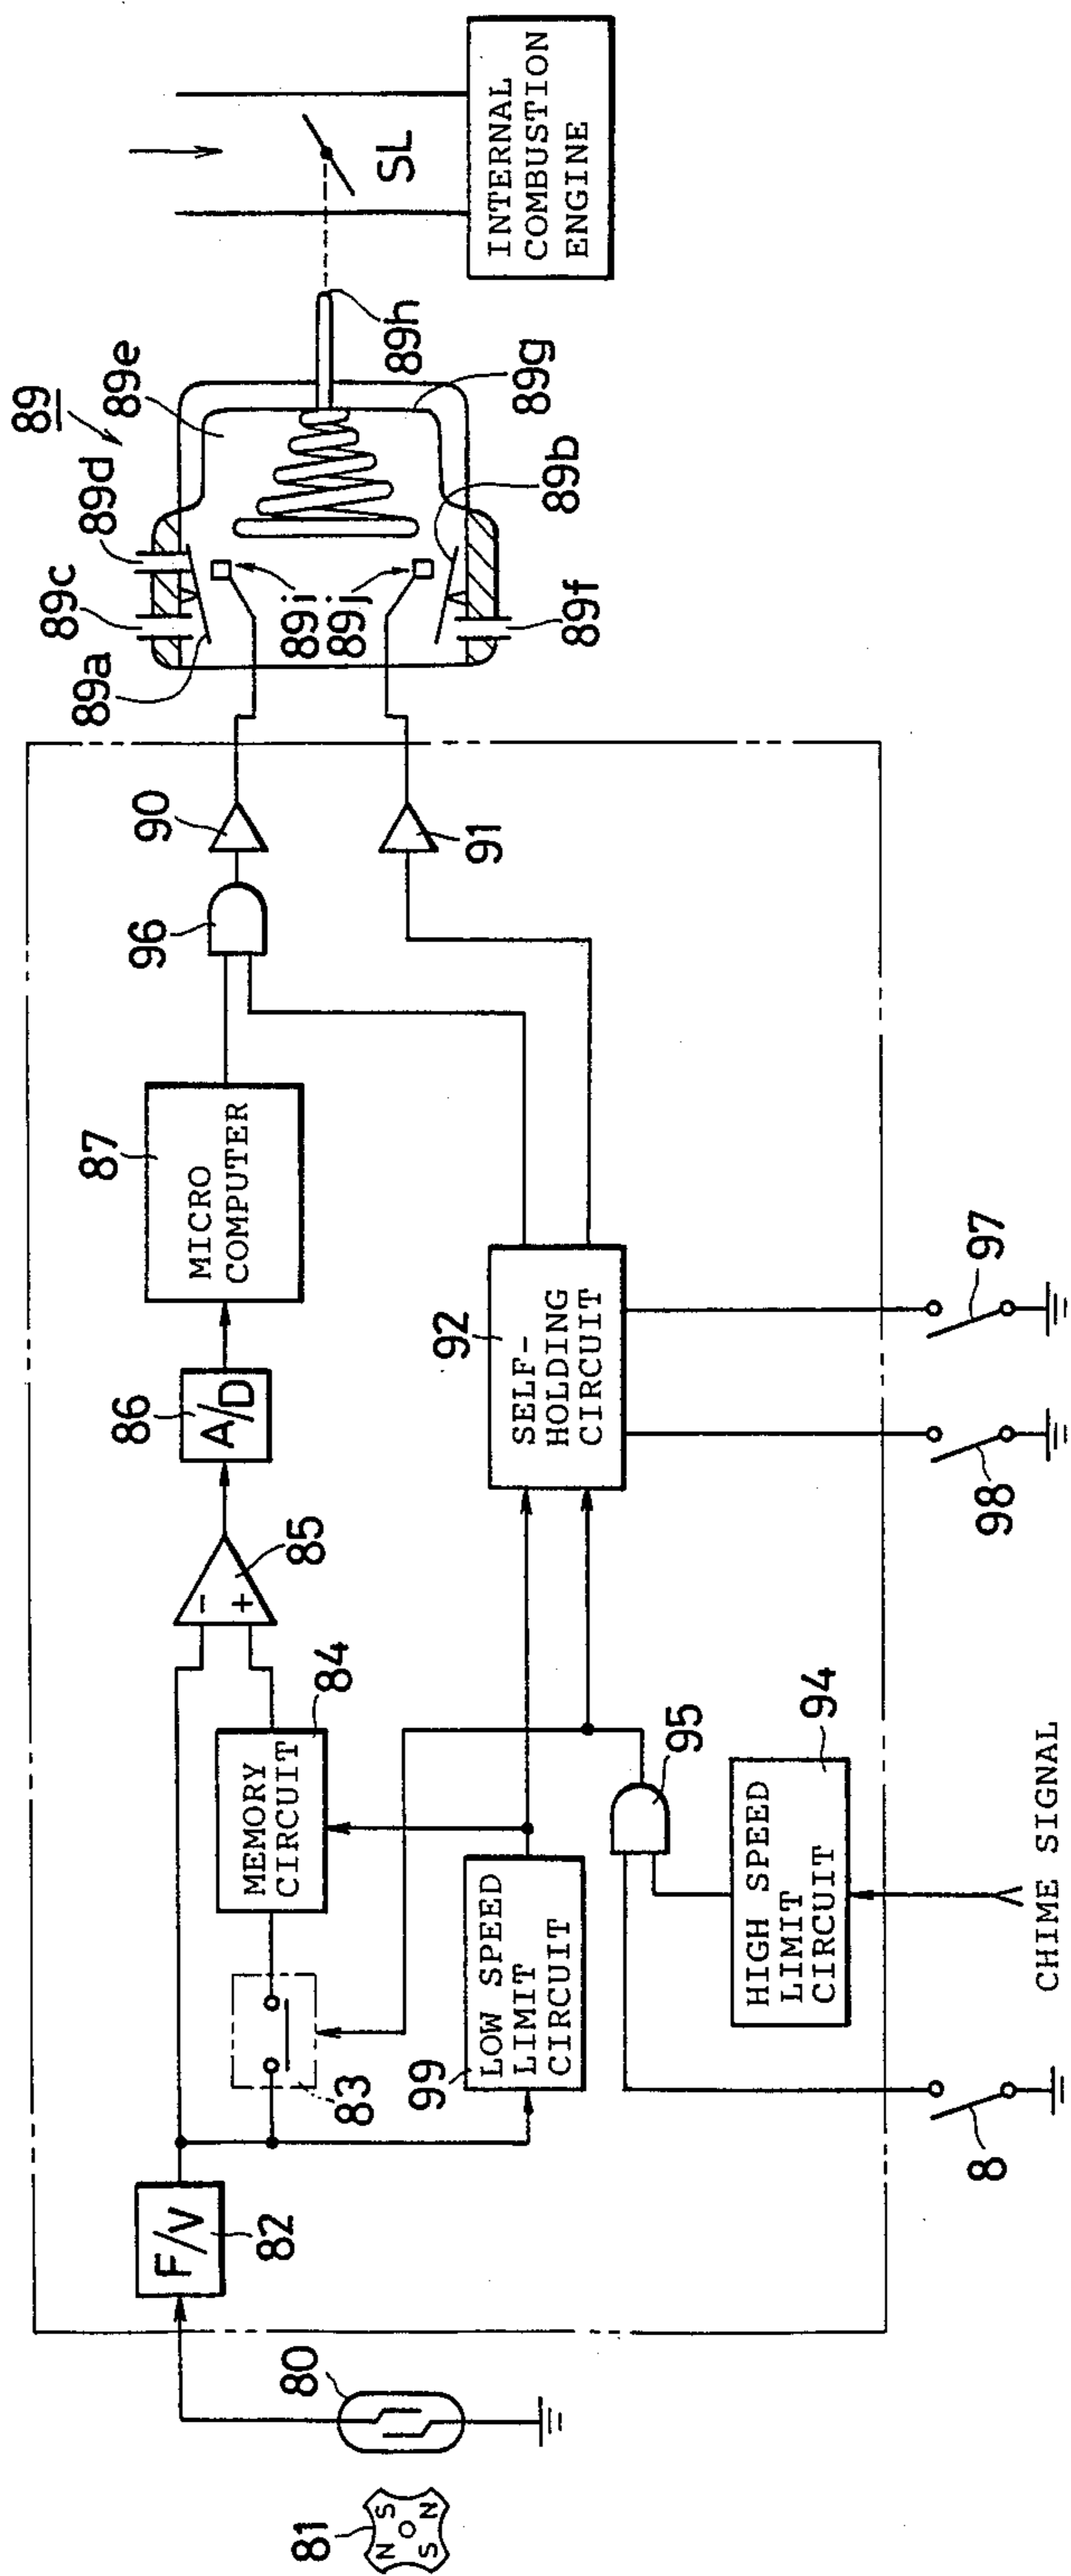 81
N
S
S
N
80
F/V
82
83
MEMORY
CIRCUIT
84
−
+
85
A/D
86
MICRO
COMPUTER
87
96
90
91
99
LOW SPEED
LIMIT
CIRCUIT
SELF-
HOLDING
CIRCUIT
92
95
HIGH SPEED
LIMIT
CIRCUIT
94
8
CHIME SIGNAL
98
97
89
89a
89c
89d
89e
89i
89j
89f
89b
89g
89h
SL
INTERNAL
COMBUSTION
ENGINE